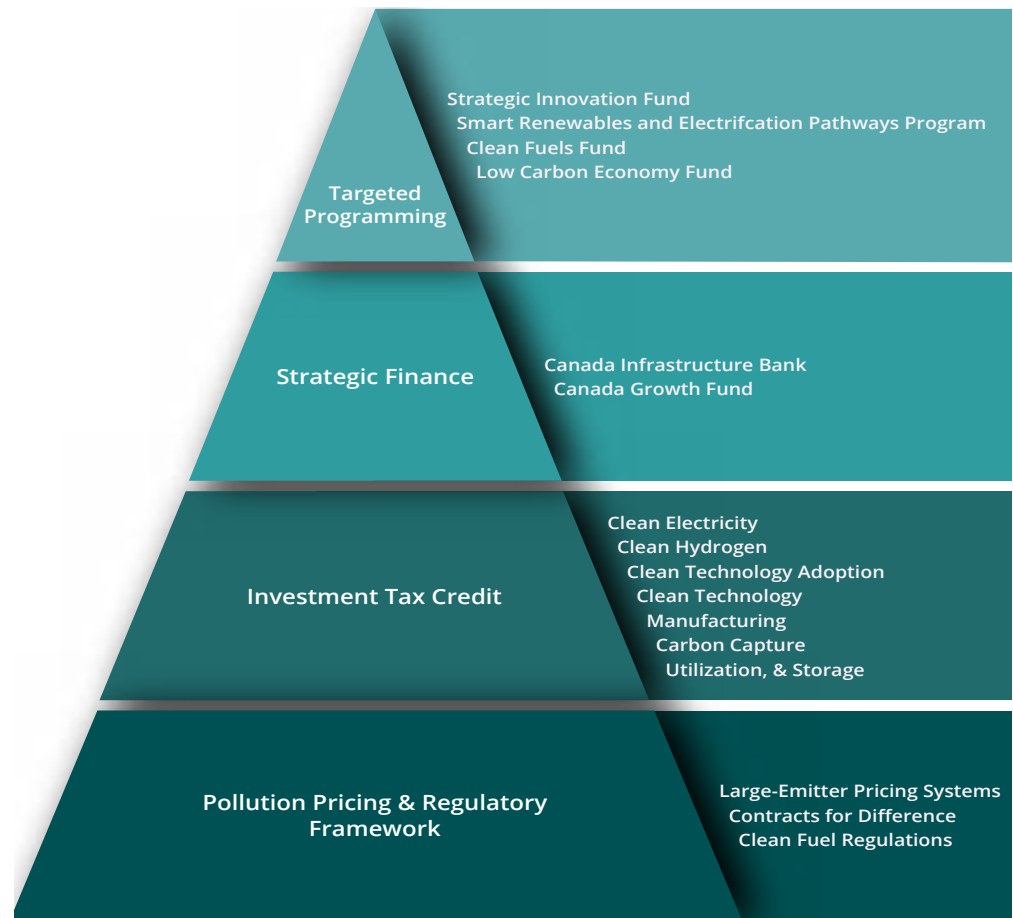 Targeted
Programming
Strategic Innovation Fund
Smart Renewables and Electrifcation Pathways Program
Clean Fuels Fund
Low Carbon Economy Fund
Strategic Finance
Canada Infrastructure Bank
Canada Growth Fund
Investment Tax Credit
Clean Electricity
Clean Hydrogen
Clean Technology Adoption
Clean Technology
Manufacturing
Carbon Capture
Utilization, & Storage
Pollution Pricing & Regulatory
Framework
Large-Emitter Pricing Systems
Contracts for Difference
Clean Fuel Regulations